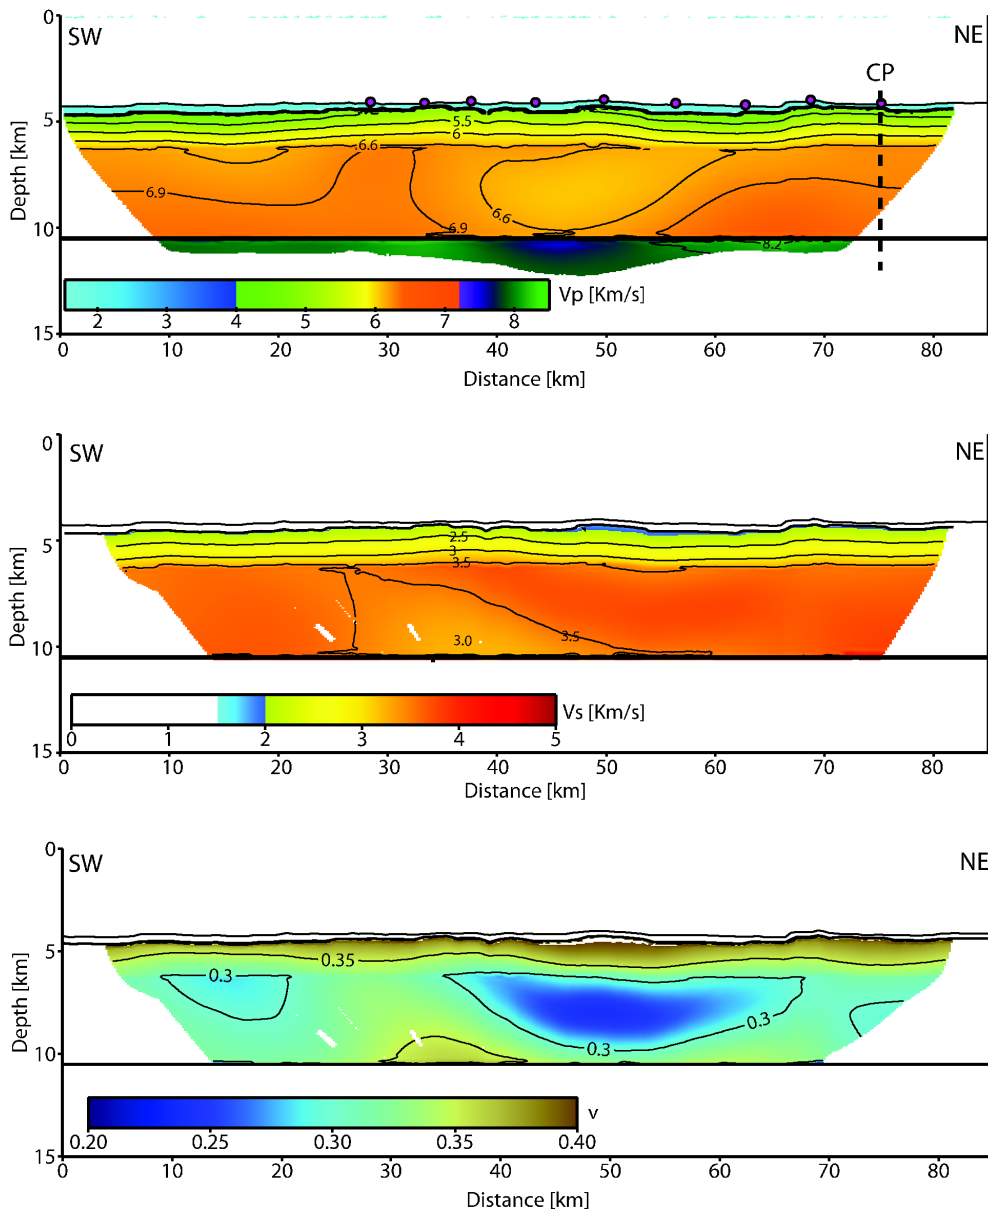 0
SW
NE
CP
5
5.5
6
6.6
6.9
6.6
6.9
10
8.2
Depth [km]
Vp [Km/s]
2 3 4 5 6 7 8
15
0 10 20 30 40 50 60 70 80
Distance [km]
0
SW
NE
2.5
5
3
3.5
3.0
3.5
10
Depth [km]
Vs [Km/s]
0 1 2 3 4 5
15
0 10 20 30 40 50 60 70 80
Distance [km]
0
SW
NE
5
0.35
0.3
0.3
0.3
10
Depth [km]
v
0.20 0.25 0.30 0.35 0.40
15
0 10 20 30 40 50 60 70 80
Distance [km]